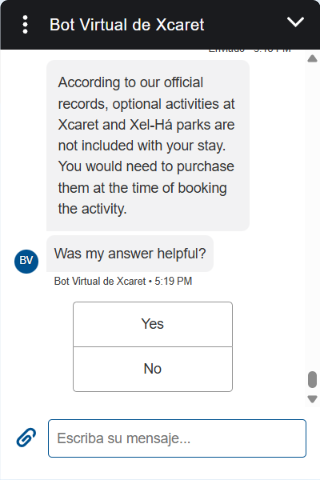 Bot Virtual de Xcaret
According to our official
records, optional activities at
Xcaret and Xel-Há parks are
not included with your stay.
You would need to purchase
them at the time of booking
the activity.
Was my answer helpful?
BV
Bot Virtual de Xcaret • 5:19 PM
Yes
No
Escriba su mensaje...